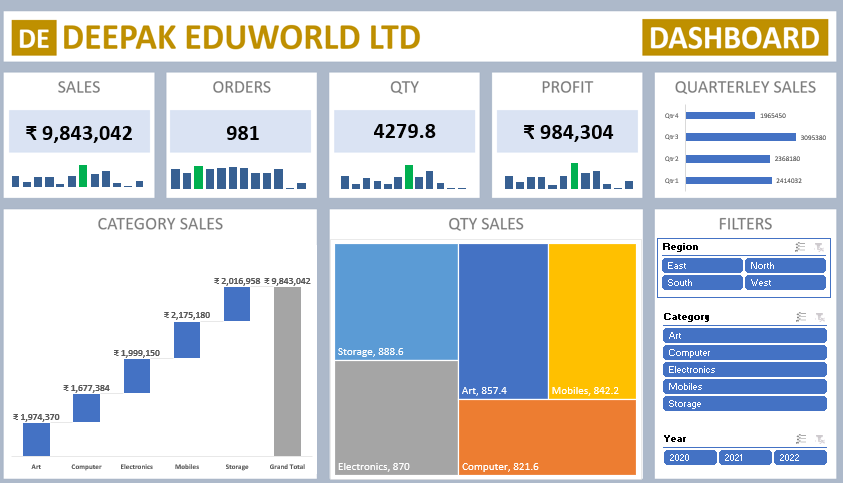 DE DEEPAK EDUWORLD LTD
DASHBOARD
SALES
₹ 9,843,042
ORDERS
981
QTY
4279.8
PROFIT
₹ 984,304
QUARTERLEY SALES
Qtr4 1965450
Qtr3 3095380
Qtr2 2368180
Qtr1 2414032
CATEGORY SALES
₹ 1,974,370
₹ 1,677,384
₹ 1,999,150
₹ 2,175,180
₹ 2,016,958
₹ 9,843,042
Art Computer Electronics Mobiles Storage Grand Total
QTY SALES
Storage, 888.6
Electronics, 870
Art, 857.4
Mobiles, 842.2
Computer, 821.6
FILTERS
Region
East North
South West
Category
Art
Computer
Electronics
Mobiles
Storage
Year
2020 2021 2022